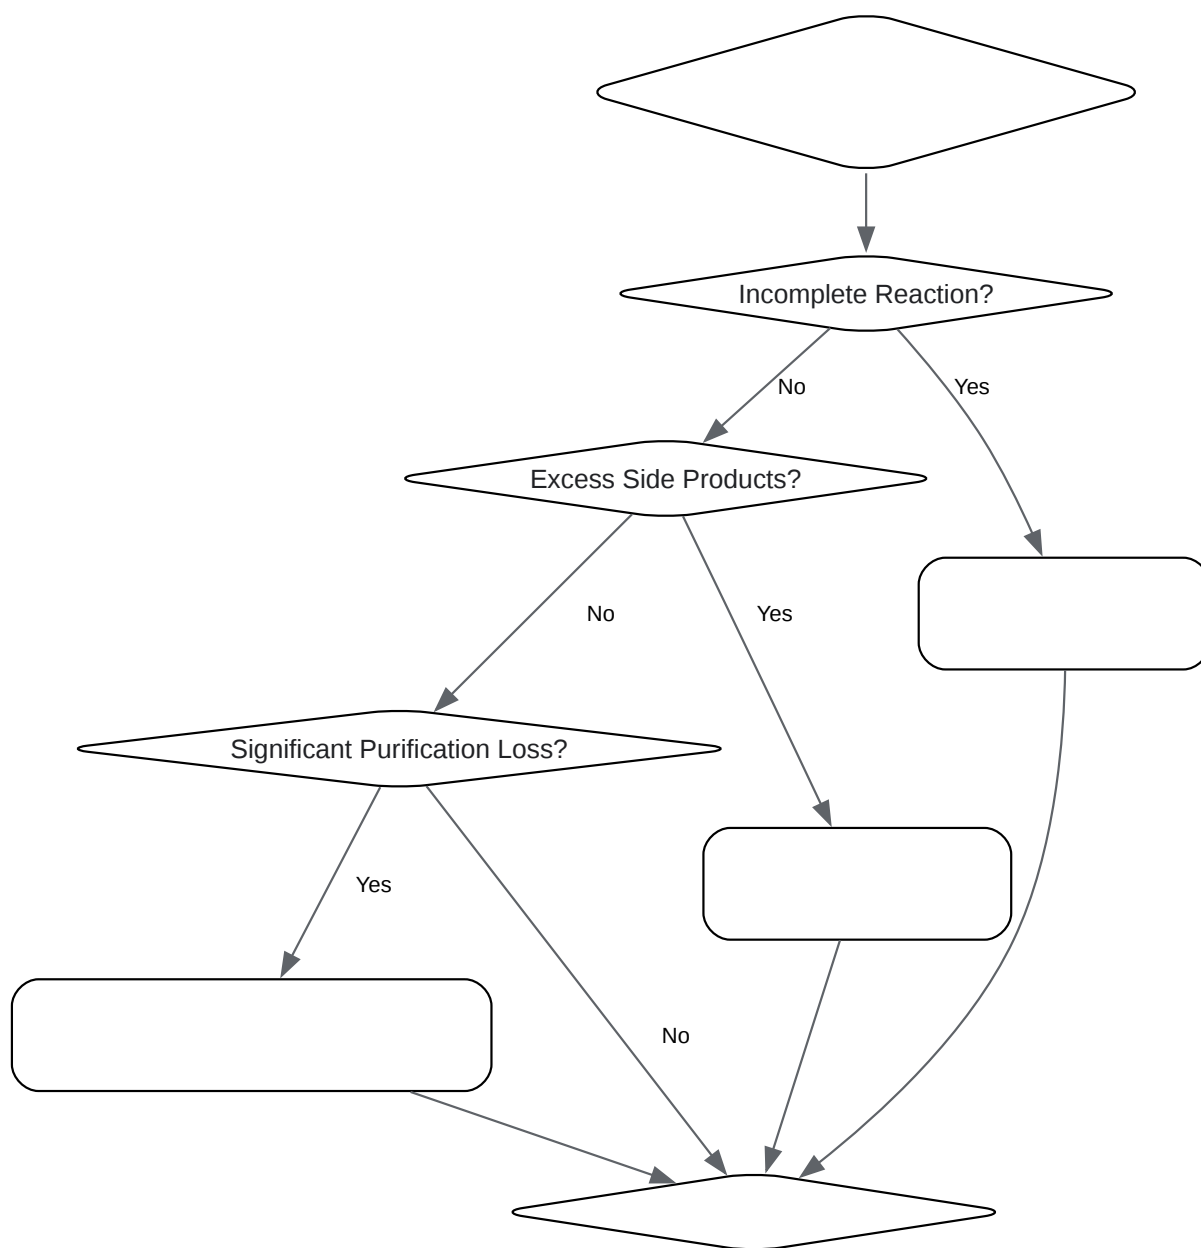 Incomplete Reaction?
No
Yes
Excess Side Products?
No
Yes
Significant Purification Loss?
Yes
No